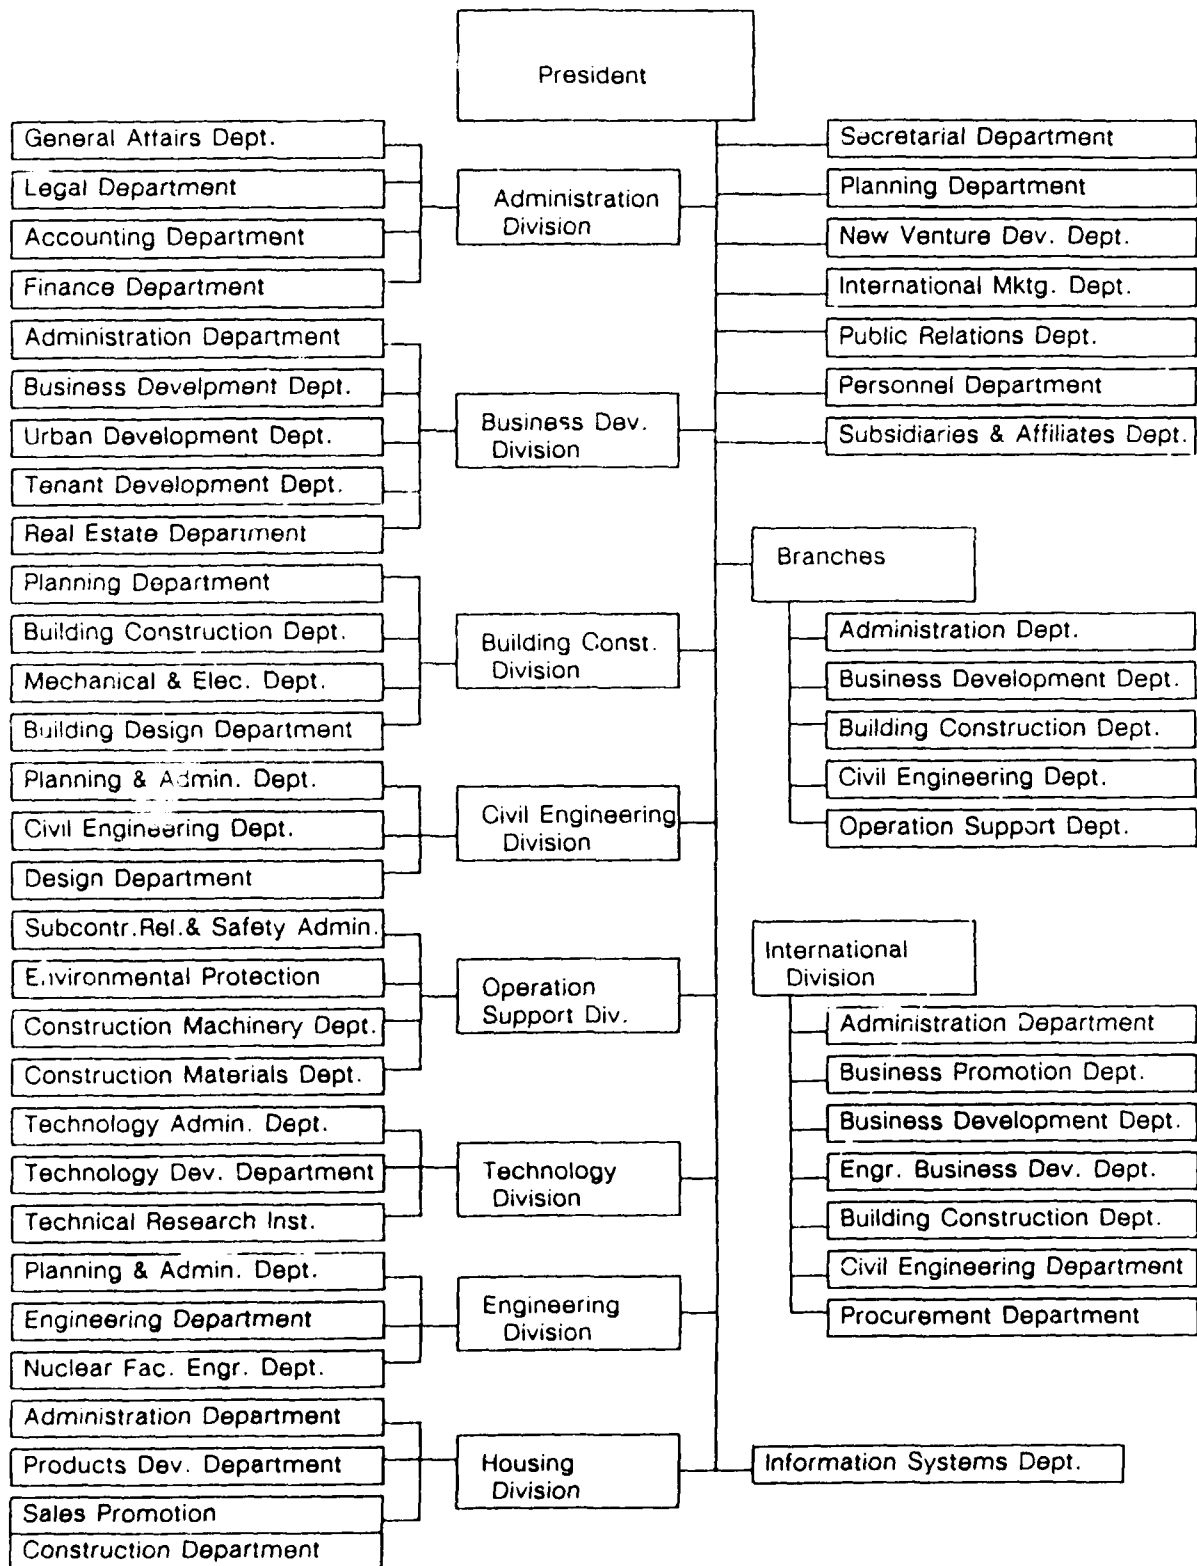 President
General Affairs Dept.
Legal Department
Accounting Department
Finance Department
Administration
Division
Secretarial Department
Planning Department
New Venture Dev. Dept.
International Mktg. Dept.
Public Relations Dept.
Personnel Department
Subsidiaries & Affiliates Dept.
Administration Department
Business Develpment Dept.
Urban Development Dept.
Tenant Development Dept.
Real Estate Department
Business Dev.
Division
Branches
Administration Dept.
Business Development Dept.
Building Construction Dept.
Civil Engineering Dept.
Operation Support Dept.
Planning Department
Building Construction Dept.
Mechanical & Elec. Dept.
Building Design Department
Building Const.
Division
Planning & Admin. Dept.
Civil Engineering Dept.
Design Department
Civil Engineering
Division
Subcontr.Rel.& Safety Admin.
Environmental Protection
Construction Machinery Dept.
Construction Materials Dept.
Operation
Support Div.
International
Division
Administration Department
Business Promotion Dept.
Business Development Dept.
Engr. Business Dev. Dept.
Building Construction Dept.
Civil Engineering Department
Procurement Department
Technology Admin. Dept.
Technology Dev. Department
Technical Research Inst.
Technology
Division
Planning & Admin. Dept.
Engineering Department
Nuclear Fac. Engr. Dept.
Engineering
Division
Administration Department
Products Dev. Department
Sales Promotion
Construction Department
Housing
Division
Information Systems Dept.